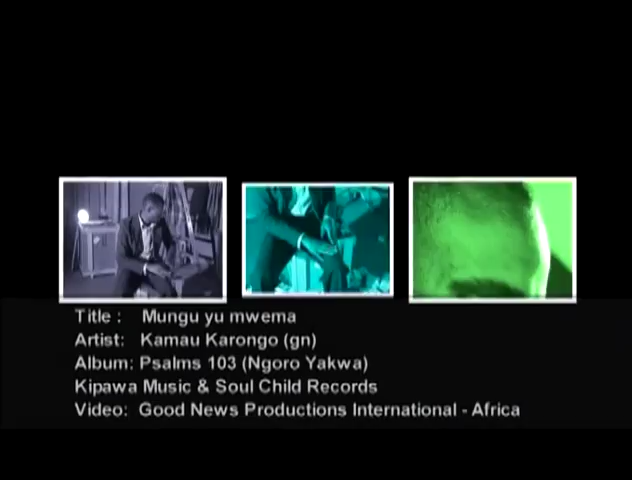 Title : Mungu yu mwema
Artist: Kamau Karongo (gn)
Album: Psalms 103 (Ngoro Yakwa)
Kipawa Music & Soul Child Records
Video: Good News Productions International - Africa